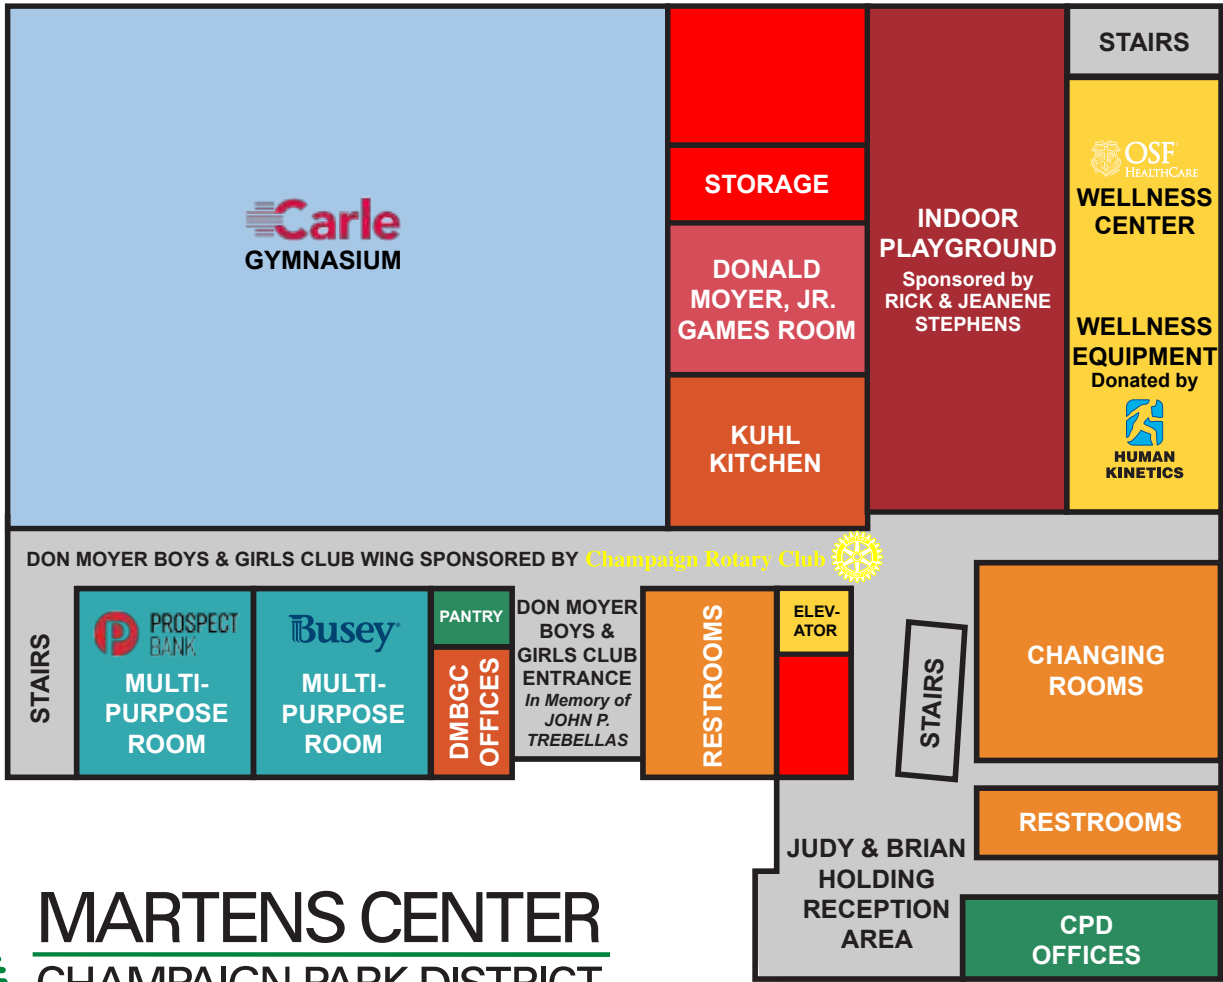 Carle
GYMNASIUM
STORAGE
DONALD
MOYER, JR.
GAMES ROOM
KUHL
KITCHEN
INDOOR
PLAYGROUND
Sponsored by
RICK & JEANENE
STEPHENS
STAIRS
OSF
HEALTHCARE
WELLNESS
CENTER
WELLNESS
EQUIPMENT
Donated by
HUMAN
KINETICS
DON MOYER BOYS & GIRLS CLUB WING SPONSORED BY Champaign Rotary Club
STAIRS
PROSPECT
BANK
MULTI-
PURPOSE
ROOM
Busey
MULTI-
PURPOSE
ROOM
PANTRY
DMBGC
OFFICES
DON MOYER
BOYS &
GIRLS CLUB
ENTRANCE
In Memory of
JOHN P.
TREBELLAS
RESTROOMS
ELEV-
ATOR
STAIRS
CHANGING
ROOMS
RESTROOMS
JUDY & BRIAN
HOLDING
RECEPTION
AREA
CPD
OFFICES
MARTENS CENTER
CHAMPAIGN PARK DISTRICT